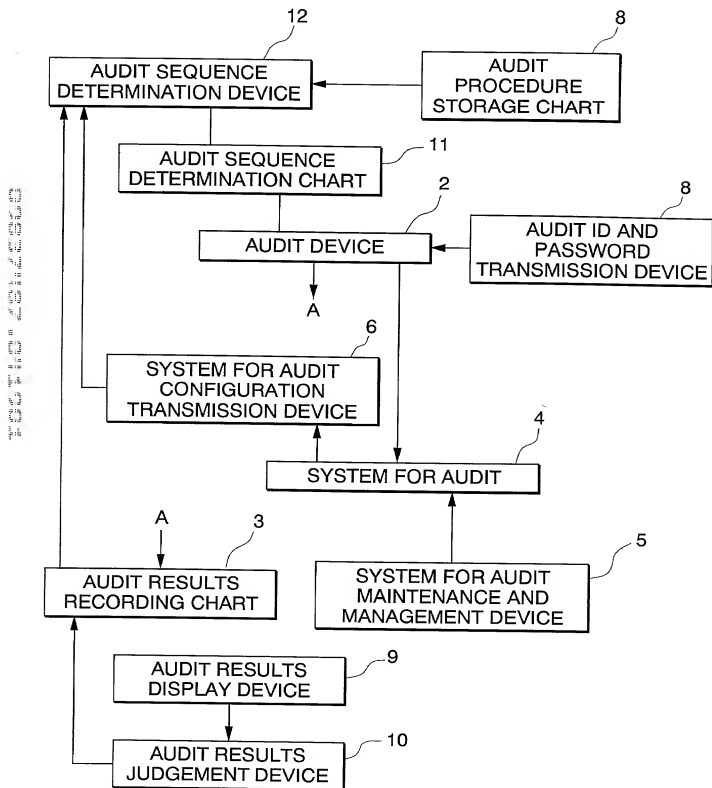 12
AUDIT SEQUENCE
DETERMINATION DEVICE
8
AUDIT
PROCEDURE
STORAGE CHART
11
AUDIT SEQUENCE
DETERMINATION CHART
2
AUDIT DEVICE
8
AUDIT ID AND
PASSWORD
TRANSMISSION DEVICE
A
6
SYSTEM FOR AUDIT
CONFIGURATION
TRANSMISSION DEVICE
4
SYSTEM FOR AUDIT
A
3
AUDIT RESULTS
RECORDING CHART
5
SYSTEM FOR AUDIT
MAINTENANCE AND
MANAGEMENT DEVICE
9
AUDIT RESULTS
DISPLAY DEVICE
10
AUDIT RESULTS
JUDGEMENT DEVICE